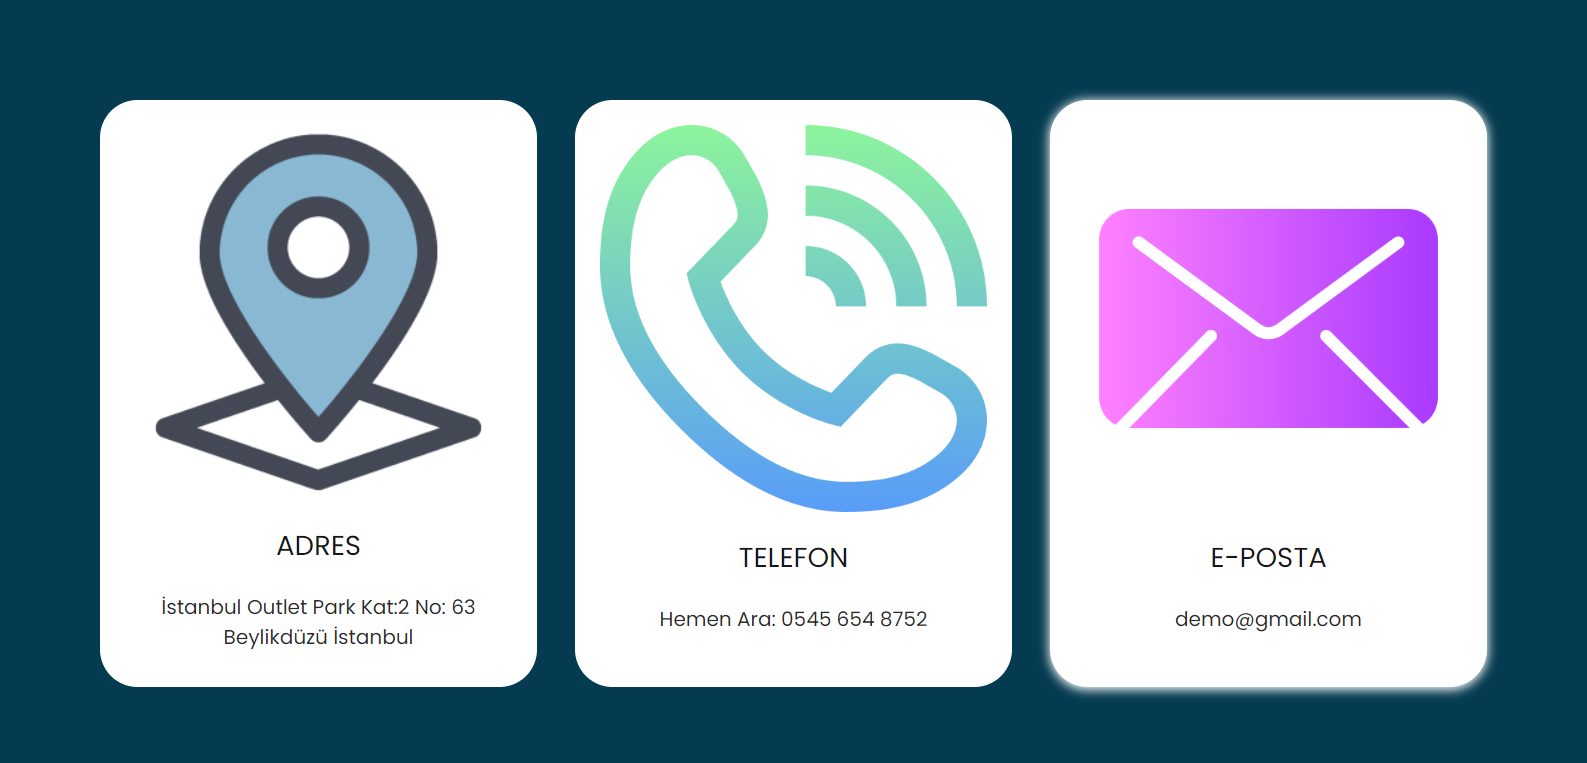 ADRES
İstanbul Outlet Park Kat:2 No: 63
Beylikdüzü İstanbul
TELEFON
Hemen Ara: 0545 654 8752
E-POSTA
demo@gmail.com